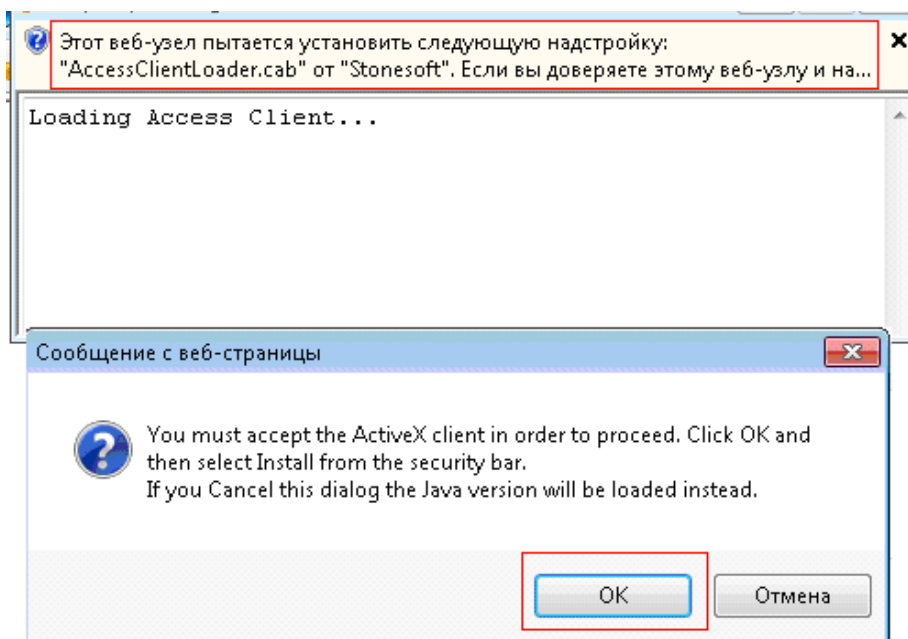 Этот веб-узел пытается установить следующую надстройку:
"AccessClientLoader.cab" от "Stonesoft". Если вы доверяете этому веб-узлу и на...
Loading Access Client...
Сообщение с веб-страницы
You must accept the ActiveX client in order to proceed. Click OK and
then select Install from the security bar.
If you Cancel this dialog the Java version will be loaded instead.
OK
Отмена